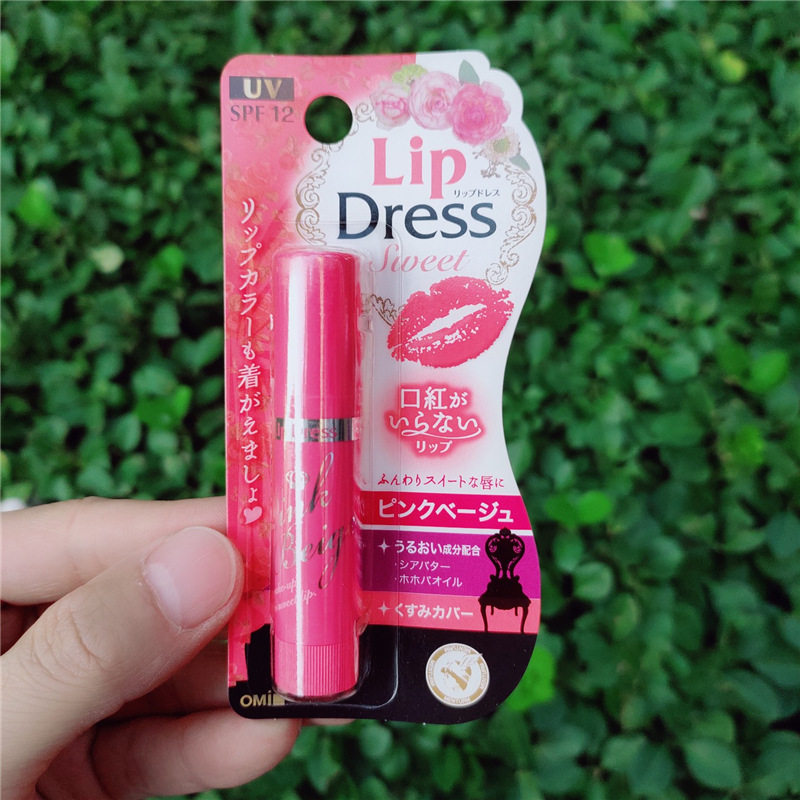 UV
SPF 12
Lip
リップドレス
Dress
Sweet
リップカラーも着がえましょ
口紅が
いらない
リップ
ふんわりスイートな唇に
ピンクベージュ
うるおい成分配合
・シアバター
・ホホバオイル
くすみカバー
OMI